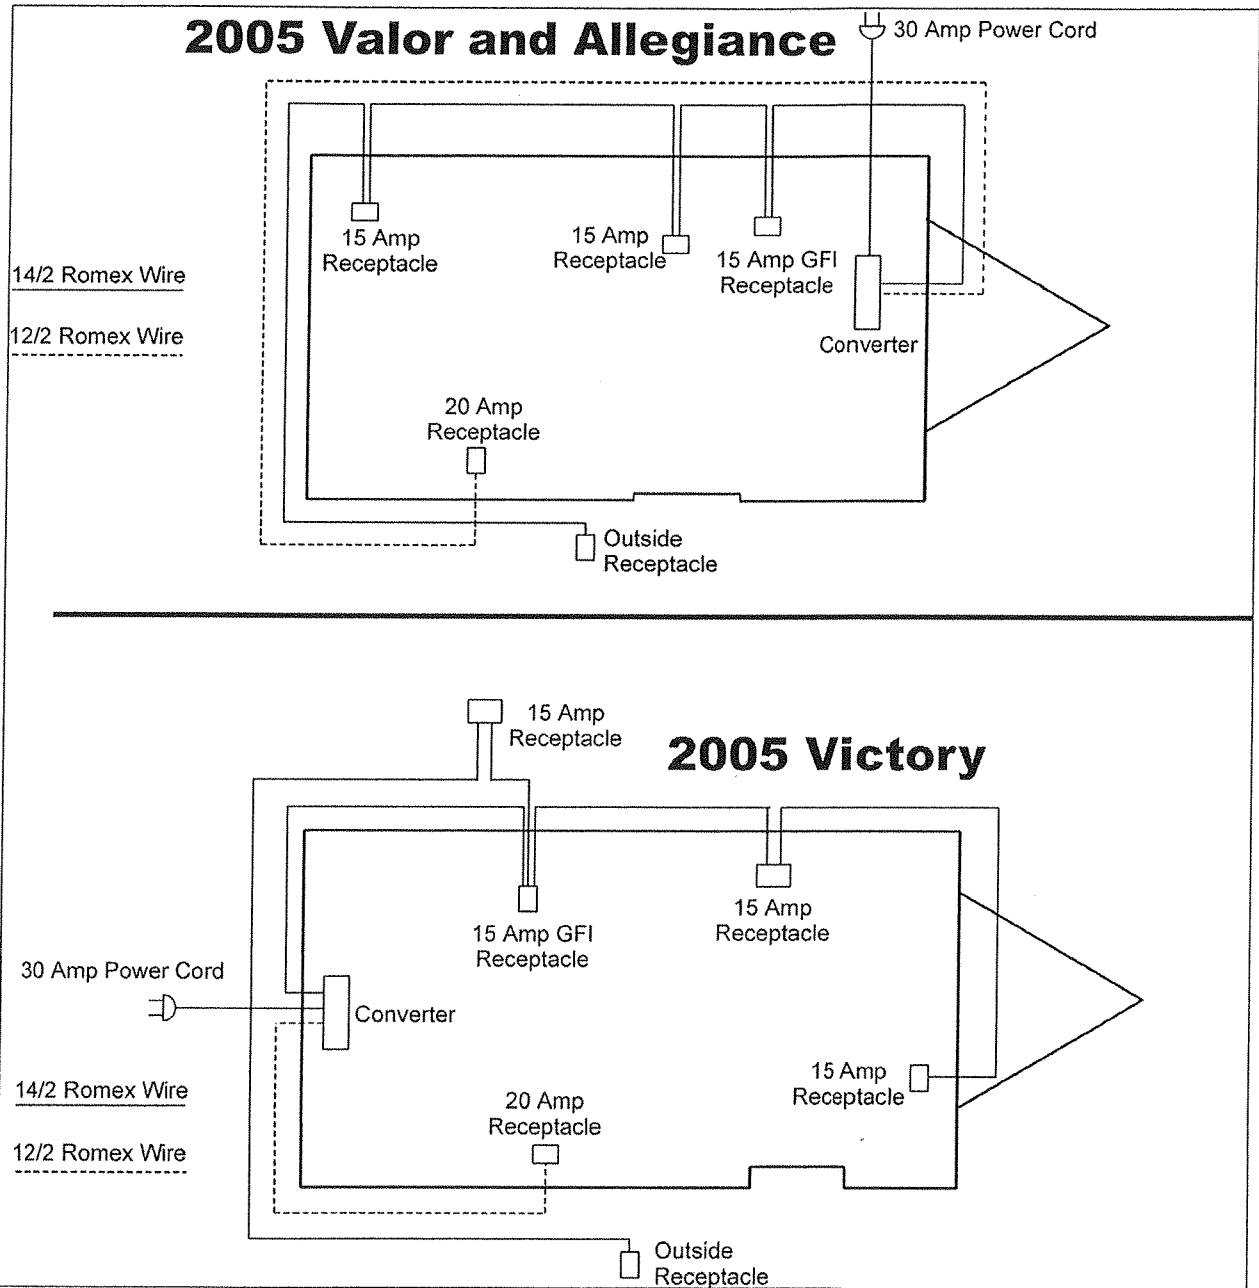 2005 Valor and Allegiance
30 Amp Power Cord
15 Amp
Receptacle
15 Amp
Receptacle
15 Amp GFI
Receptacle
14/2 Romex Wire
12/2 Romex Wire
Converter
20 Amp
Receptacle
Outside
Receptacle
15 Amp
Receptacle
2005 Victory
15 Amp GFI
Receptacle
15 Amp
Receptacle
30 Amp Power Cord
Converter
14/2 Romex Wire
12/2 Romex Wire
20 Amp
Receptacle
15 Amp
Receptacle
Outside
Receptacle